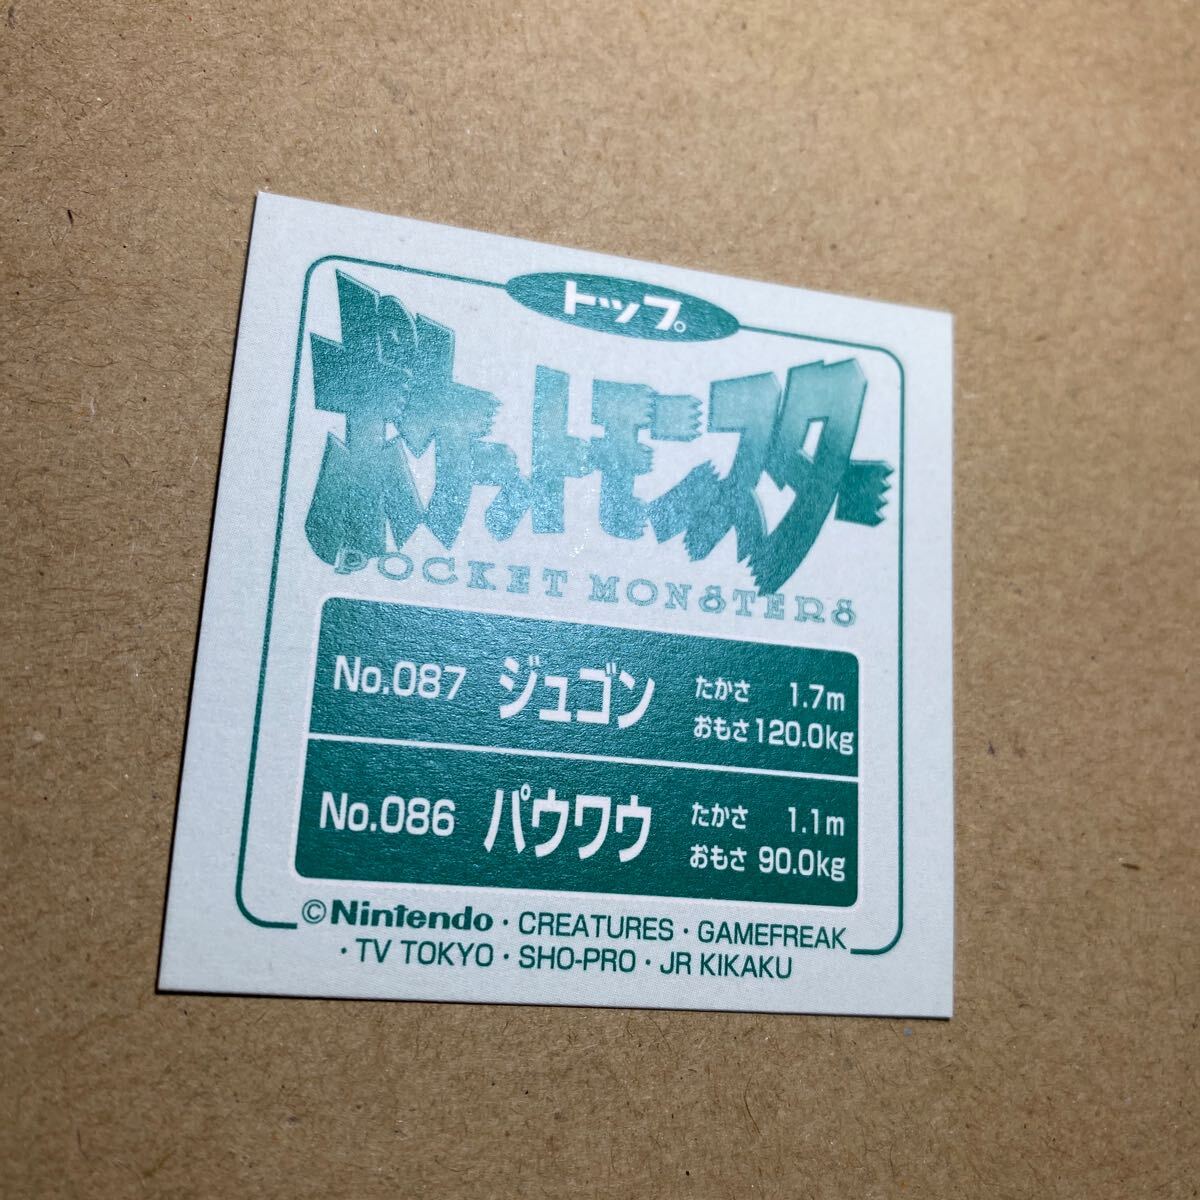 トップ。
ポケットモンスター
POCKET MONSTERS
No.087 ジュゴン たかさ 1.7m
おもさ 120.0kg
No.086 パウワウ たかさ 1.1m
おもさ 90.0kg
©Nintendo・CREATURES・GAMEFREAK
・TV TOKYO・SHO-PRO・JR KIKAKU